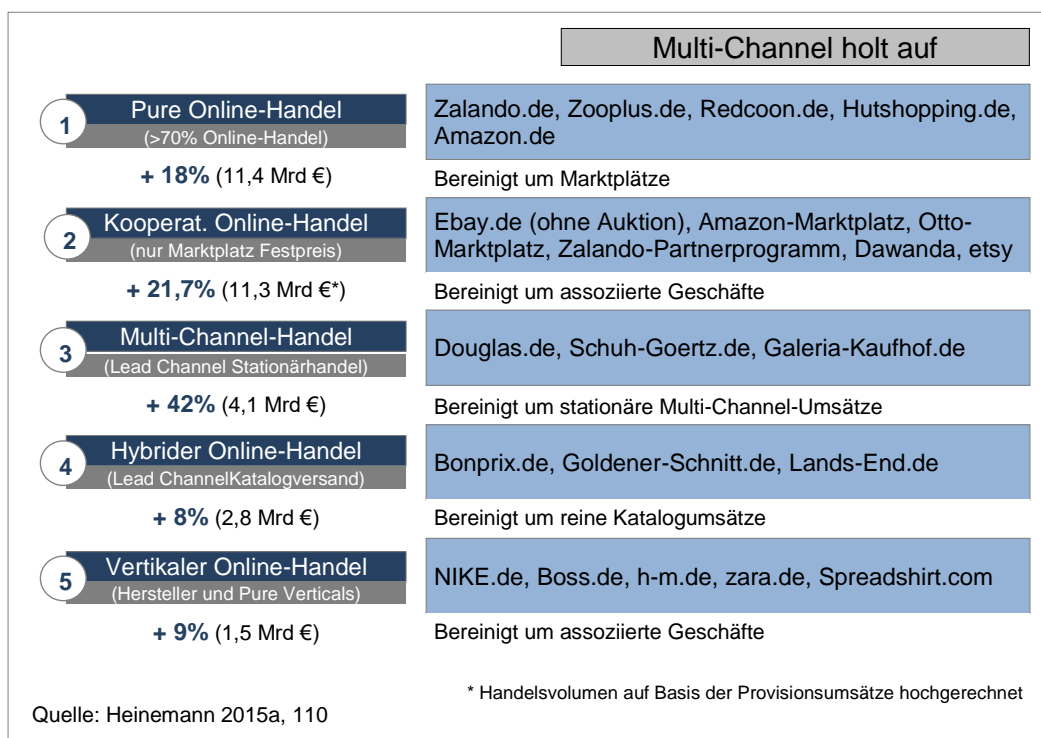 Multi-Channel holt auf
1
Pure Online-Handel
(>70% Online-Handel)
+ 18% (11,4 Mrd €)
Zalando.de, Zooplus.de, Redcoon.de, Hutshopping.de,
Amazon.de
Bereinigt um Marktplätze
2
Kooperat. Online-Handel
(nur Marktplatz Festpreis)
+ 21,7% (11,3 Mrd €*)
Ebay.de (ohne Auktion), Amazon-Marktplatz, Otto-
Marktplatz, Zalando-Partnerprogramm, Dawanda, etsy
Bereinigt um assoziierte Geschäfte
3
Multi-Channel-Handel
(Lead Channel Stationärhandel)
+ 42% (4,1 Mrd €)
Douglas.de, Schuh-Goertz.de, Galeria-Kaufhof.de
Bereinigt um stationäre Multi-Channel-Umsätze
4
Hybrider Online-Handel
(Lead ChannelKatalogversand)
+ 8% (2,8 Mrd €)
Bonprix.de, Goldener-Schnitt.de, Lands-End.de
Bereinigt um reine Katalogumsätze
5
Vertikaler Online-Handel
(Hersteller und Pure Verticals)
+ 9% (1,5 Mrd €)
NIKE.de, Boss.de, h-m.de, zara.de, Spreadshirt.com
Bereinigt um assoziierte Geschäfte
* Handelsvolumen auf Basis der Provisionsumsätze hochgerechnet
Quelle: Heinemann 2015a, 110